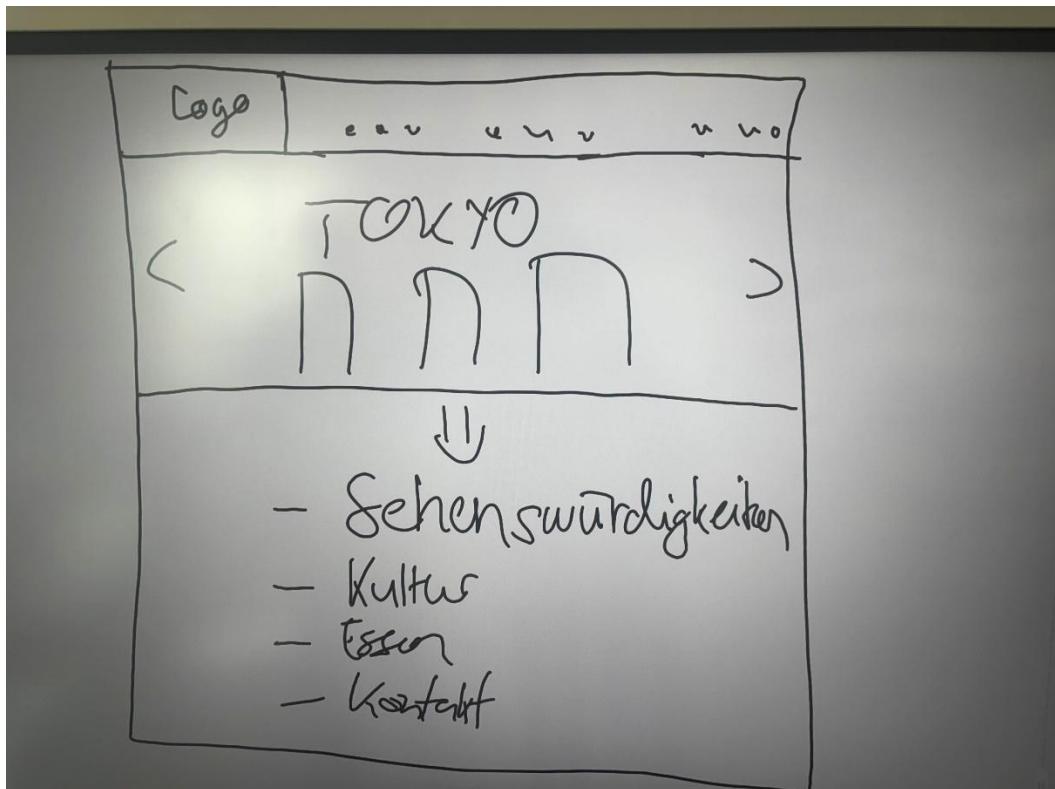 Logo
TOKYO
- Sehenswürdigkeiten
- Kultur
- Essen
- Kontakt